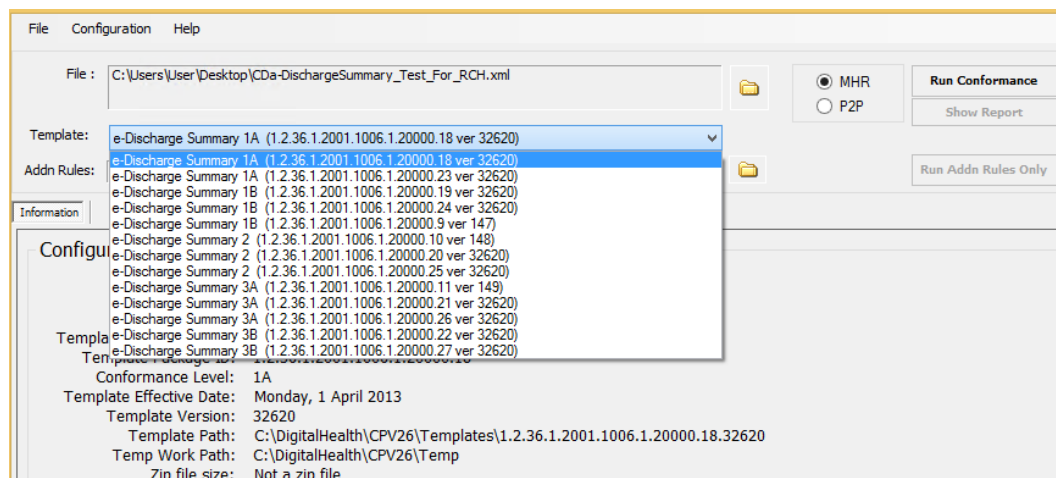 File Configuration Help
File : C:\Users\User\Desktop\CDa-DischargeSummary_Test_For_RCH.xml
MHR
P2P
Run Conformance
Show Report
Template: e-Discharge Summary 1A (1.2.36.1.2001.1006.1.20000.18 ver 32620)
Addn Rules:
Run Addn Rules Only
e-Discharge Summary 1A (1.2.36.1.2001.1006.1.20000.18 ver 32620)
e-Discharge Summary 1A (1.2.36.1.2001.1006.1.20000.23 ver 32620)
e-Discharge Summary 1B (1.2.36.1.2001.1006.1.20000.19 ver 32620)
e-Discharge Summary 1B (1.2.36.1.2001.1006.1.20000.24 ver 32620)
e-Discharge Summary 1B (1.2.36.1.2001.1006.1.20000.9 ver 147)
e-Discharge Summary 2 (1.2.36.1.2001.1006.1.20000.10 ver 148)
e-Discharge Summary 2 (1.2.36.1.2001.1006.1.20000.20 ver 32620)
e-Discharge Summary 2 (1.2.36.1.2001.1006.1.20000.25 ver 32620)
e-Discharge Summary 3A (1.2.36.1.2001.1006.1.20000.11 ver 149)
e-Discharge Summary 3A (1.2.36.1.2001.1006.1.20000.21 ver 32620)
e-Discharge Summary 3A (1.2.36.1.2001.1006.1.20000.26 ver 32620)
e-Discharge Summary 3B (1.2.36.1.2001.1006.1.20000.22 ver 32620)
e-Discharge Summary 3B (1.2.36.1.2001.1006.1.20000.27 ver 32620)
Information
Configu
Templa
Conformance Level: 1A
Template Effective Date: Monday, 1 April 2013
Template Version: 32620
Template Path: C:\DigitalHealth\CPV26\Templates\1.2.36.1.2001.1006.1.20000.18.32620
Temp Work Path: C:\DigitalHealth\CPV26\Temp
Zip file size: Not a zip file